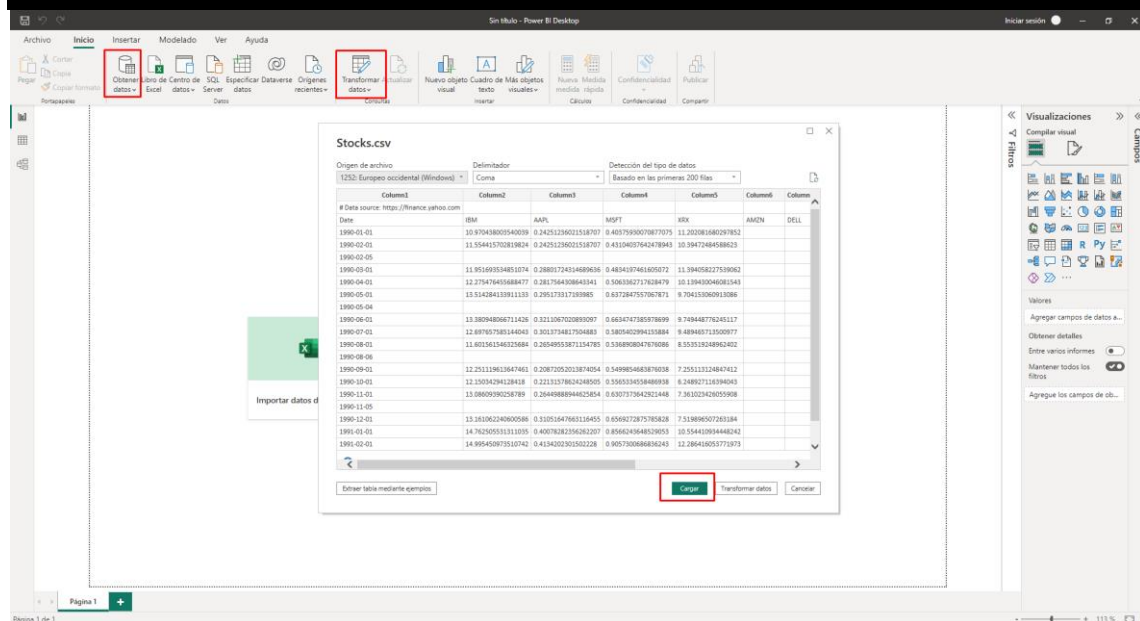 Sin título - Power BI Desktop
Iniciar sesión
Archivo Inicio Insertar Modelado Ver Ayuda
Pegar
Cortar
Copia
Copiar formato
Portapapeles
Obtener datos
Libro de Excel
Centro de datos
SQL Server
Especificar datos
Dataverse
Orígenes recientes
Datos
Transformar datos
Actualizar
Consultas
Nuevo objeto visual
Cuadro de texto
Más objetos visuales
Insertar
Nueva medida
Medida rápida
Cálculos
Confidencialidad
Confidencialidad
Publicar
Compartir
Importar datos d
Stocks.csv
Origen de archivo
1252: Europeo occidental (Windows)
Delimitador
Coma
Detección del tipo de datos
Basado en las primeras 200 filas
Column1 Column2 Column3 Column4 Column5 Column6 Column
# Data source: https://finance.yahoo.com
Date IBM AAPL MSFT XRX AMZN DELL
1990-01-01 10.970438003540039 0.24251236021518707 0.40375930070877075 11.202081680297852
1990-02-01 11.554415702819824 0.24251236021518707 0.43104037642478943 10.39472484588623
1990-02-05
1990-03-01 11.951693534851074 0.28801724314689636 0.4834197461605072 11.394058227539062
1990-04-01 12.275476455688477 0.2817564308643341 0.5063362717628479 10.139430046081543
1990-05-01 13.514284133911133 0.295173317193985 0.6372847557067871 9.704153060913086
1990-05-04
1990-06-01 13.380948066711426 0.3211067020893097 0.6634747385978699 9.749448776245117
1990-07-01 12.697657585144043 0.3013734817504883 0.5805402994155884 9.489465713500977
1990-08-01 11.601561546325684 0.26549553871154785 0.5368908047676086 8.553519248962402
1990-08-06
1990-09-01 12.251119613647461 0.20872052013874054 0.5499854683876038 7.255113124847412
1990-10-01 12.15034294128418 0.22131578624248505 0.5565334558486938 6.248927116394043
1990-11-01 13.08609390258789 0.26449888944625854 0.6307373642921448 7.361023426055908
1990-11-05
1990-12-01 13.161062240600586 0.31051647663116455 0.6569272875785828 7.519896507263184
1991-01-01 14.762505531311035 0.40078282356262207 0.8566243648529053 10.554410934448242
1991-02-01 14.995450973510742 0.4134202301502228 0.9057300686836243 12.286416053771973
Extraer tabla mediante ejemplos
Cargar
Transformar datos
Cancelar
Filtros
Visualizaciones
Compilar visual
R Py
Valores
Agregar campos de datos a...
Obtener detalles
Entre varios informes
Mantener todos los filtros
Agregue los campos de ob...
Campos
Página 1
Página 1 de 1
113 %